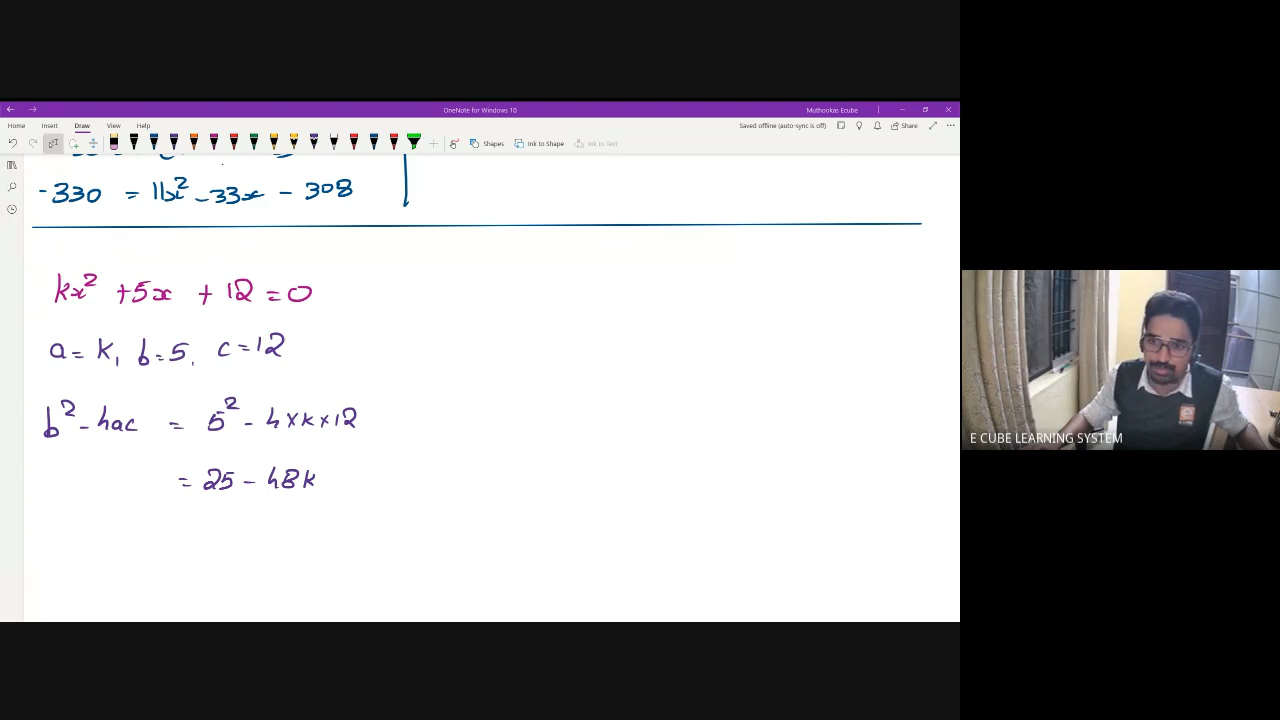 OneNote for Windows 10
Muthookas Ecube
Home Insert Draw View Help
Saved offline (auto-sync is off) Share
Shapes Ink to Shape Ink to Text
-330 = 11x² - 33x - 308
kx² + 5x + 12 = 0
a = k, b = 5, c = 12
b² - 4ac = 5² - 4 × k × 12
= 25 - 48k
E CUBE LEARNING SYSTEM